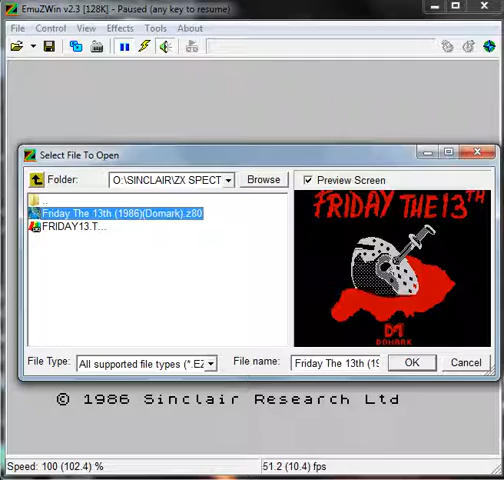 EmuZWin v2.3 [128K] - Paused (any key to resume)
File Control View Effects Tools About
Select File To Open
Folder: O:\SINCLAIR\ZX SPECT Browse
Preview Screen
..
Friday The 13th (1986)(Domark).z80
FRIDAY13.T...
FRIDAY THE 13TH
DM
DOMARK
File Type: All supported file types (*.EZ File name: Friday The 13th (19 OK Cancel
© 1986 Sinclair Research Ltd
Speed: 100 (102.4) % 51.2 (10.4) fps